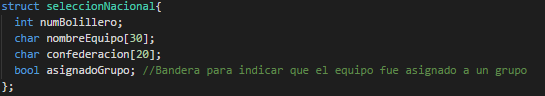 struct seleccionNacional{
  int numBolillero;
  char nombreEquipo[30];
  char confederacion[20];
  bool asignadoGrupo; //Bandera para indicar que el equipo fue asignado a un grupo
};